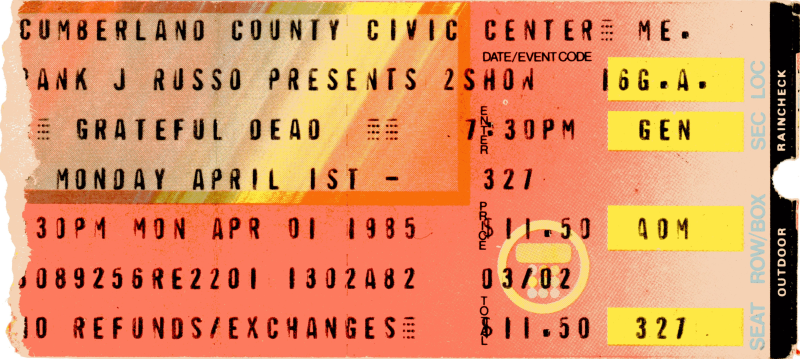 CUMBERLAND COUNTY CIVIC CENTER ME.
DATE/EVENT CODE
ANK J RUSSO PRESENTS 2SHOW 16G.A.
GRATEFUL DEAD 7:30PM GEN
ENTER
MONDAY APRIL 1ST - 327
30PM MON APR 01 1985 $11.50 ADM
PRICE
089256RE2201 1302A82 03/02
TOTAL
O REFUNDS/EXCHANGES $11.50 327
SEC LOC
ROW/BOX
SEAT
RAINCHECK
OUTDOOR